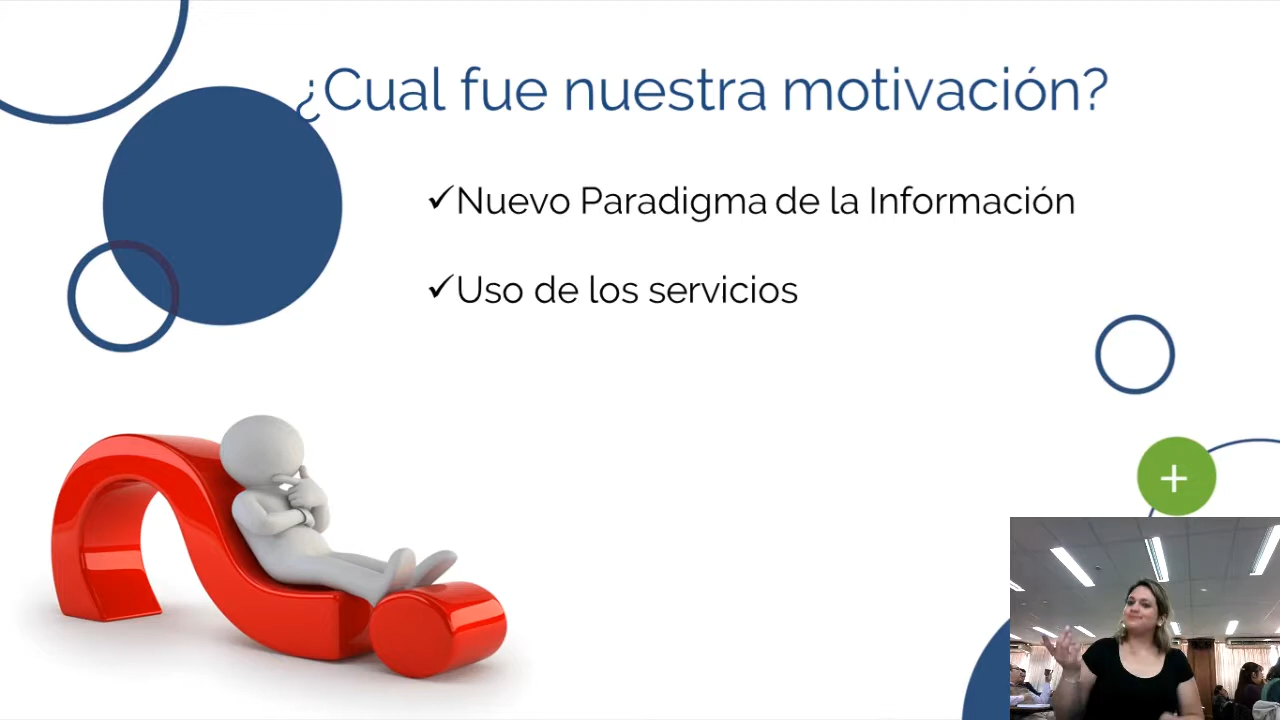 ¿Cual fue nuestra motivación?
✓Nuevo Paradigma de la Información
✓Uso de los servicios
+